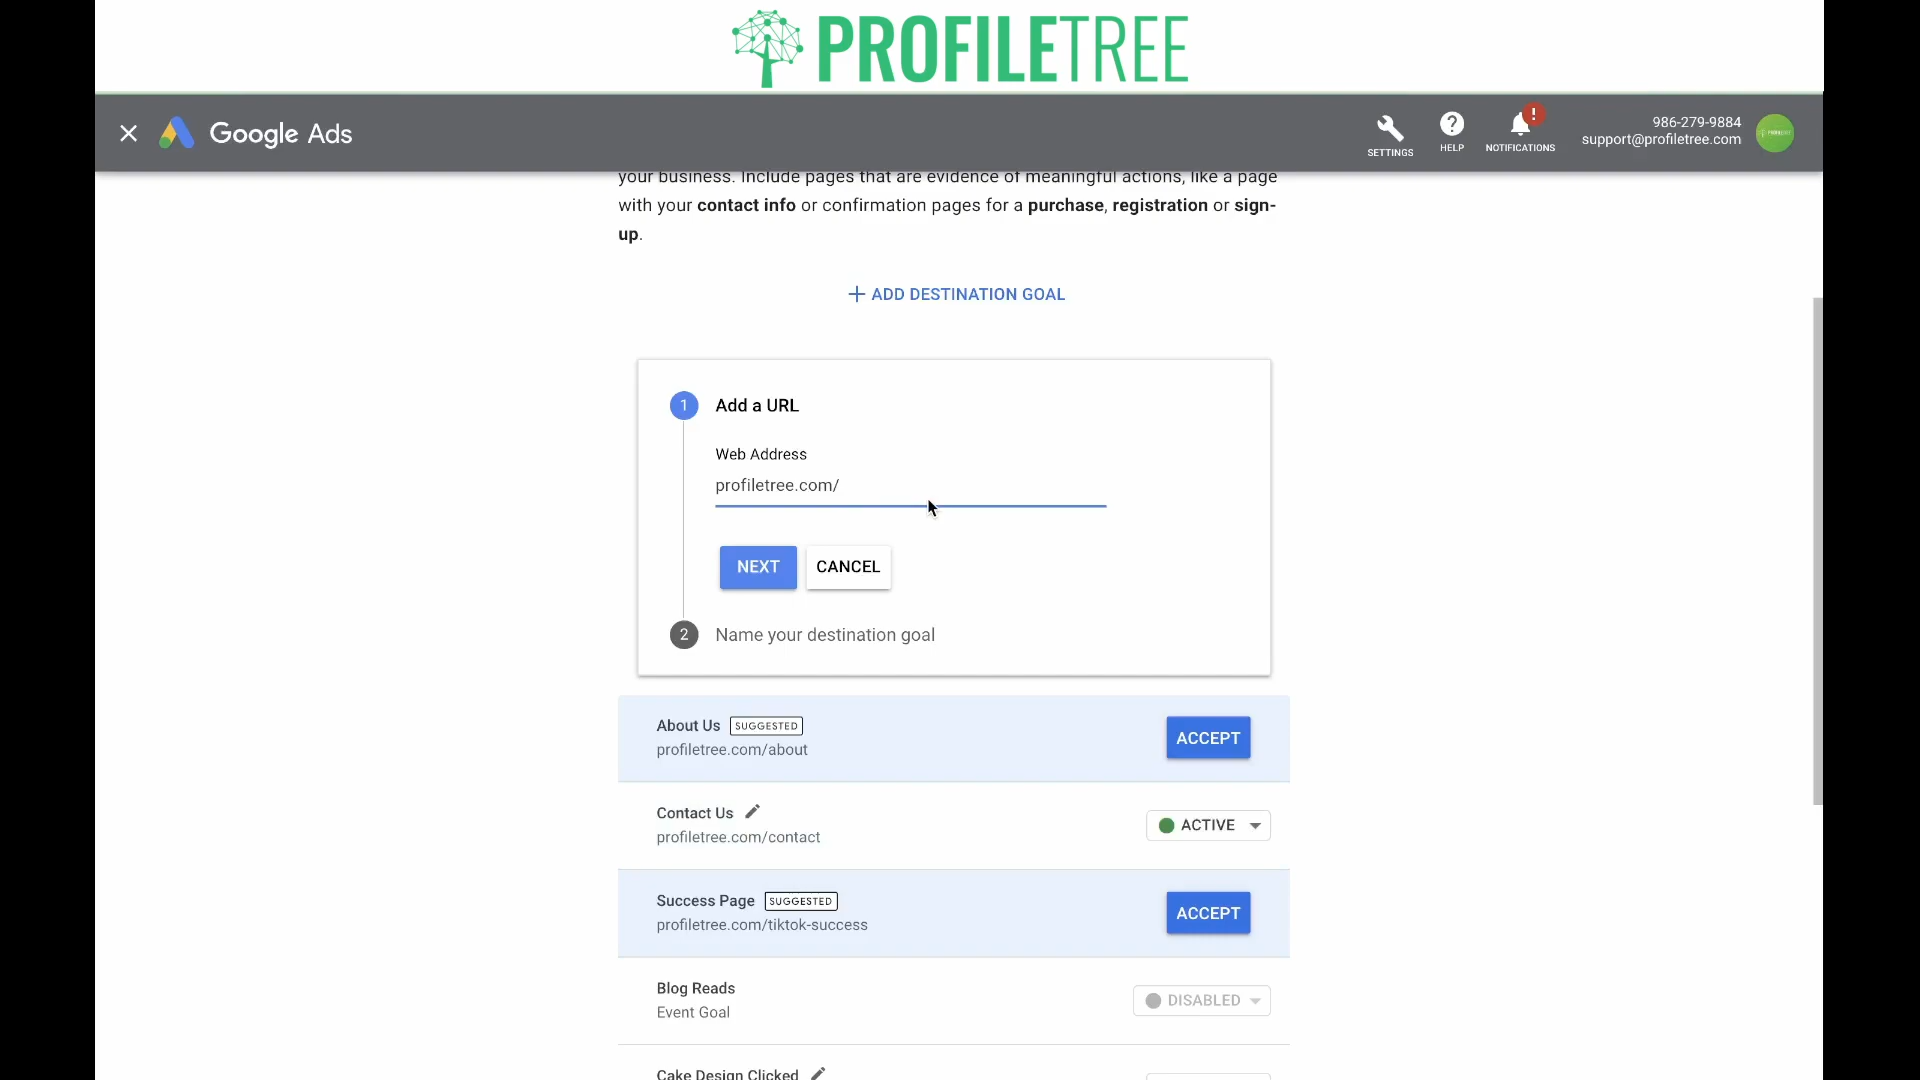 PROFILETREE
Google Ads
SETTINGS
HELP
NOTIFICATIONS
986-279-9884
support@profiletree.com
your business. Include pages that are evidence of meaningful actions, like a page
with your contact info or confirmation pages for a purchase, registration or sign-
up.
ADD DESTINATION GOAL
1 Add a URL
Web Address
profiletree.com/
NEXT CANCEL
2 Name your destination goal
About Us SUGGESTED
profiletree.com/about
ACCEPT
Contact Us
profiletree.com/contact
ACTIVE
Success Page SUGGESTED
profiletree.com/tiktok-success
ACCEPT
Blog Reads
Event Goal
DISABLED
Cake Design Clicked